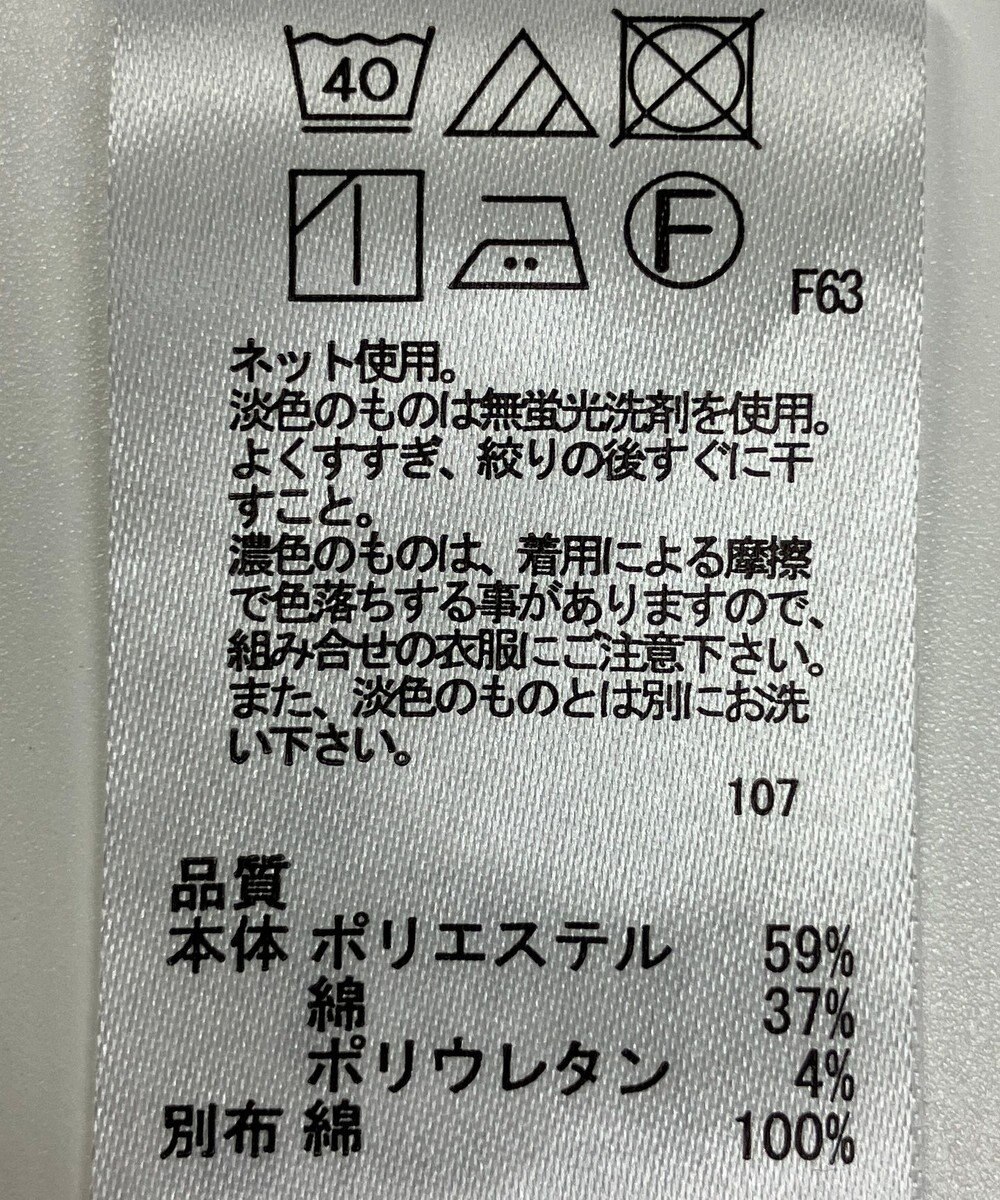 40
F
F63
ネット使用。
淡色のものは無蛍光洗剤を使用。
よくすすぎ、絞りの後すぐに干
すこと。
濃色のものは、着用による摩擦
で色落ちする事がありますので、
組み合せの衣服にご注意下さい。
また、淡色のものとは別にお洗
い下さい。
107
品質
本体 ポリエステル 59%
綿 37%
ポリウレタン 4%
別布 綿 100%